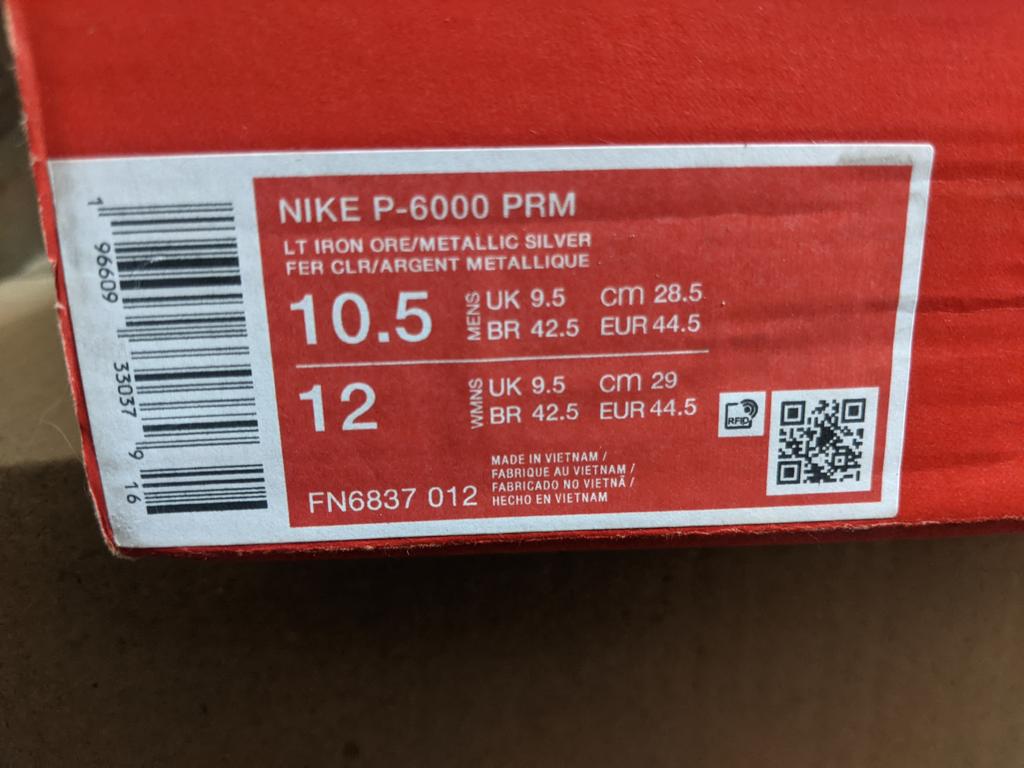 NIKE P-6000 PRM
LT IRON ORE/METALLIC SILVER
FER CLR/ARGENT METALLIQUE
10.5 MENS UK 9.5 cm 28.5
BR 42.5 EUR 44.5
12 WMNS UK 9.5 cm 29
BR 42.5 EUR 44.5
RFID
MADE IN VIETNAM /
FABRIQUE AU VIETNAM /
FABRICADO NO VIETNÃ /
HECHO EN VIETNAM
FN6837 012
1 96609 33037 9 16